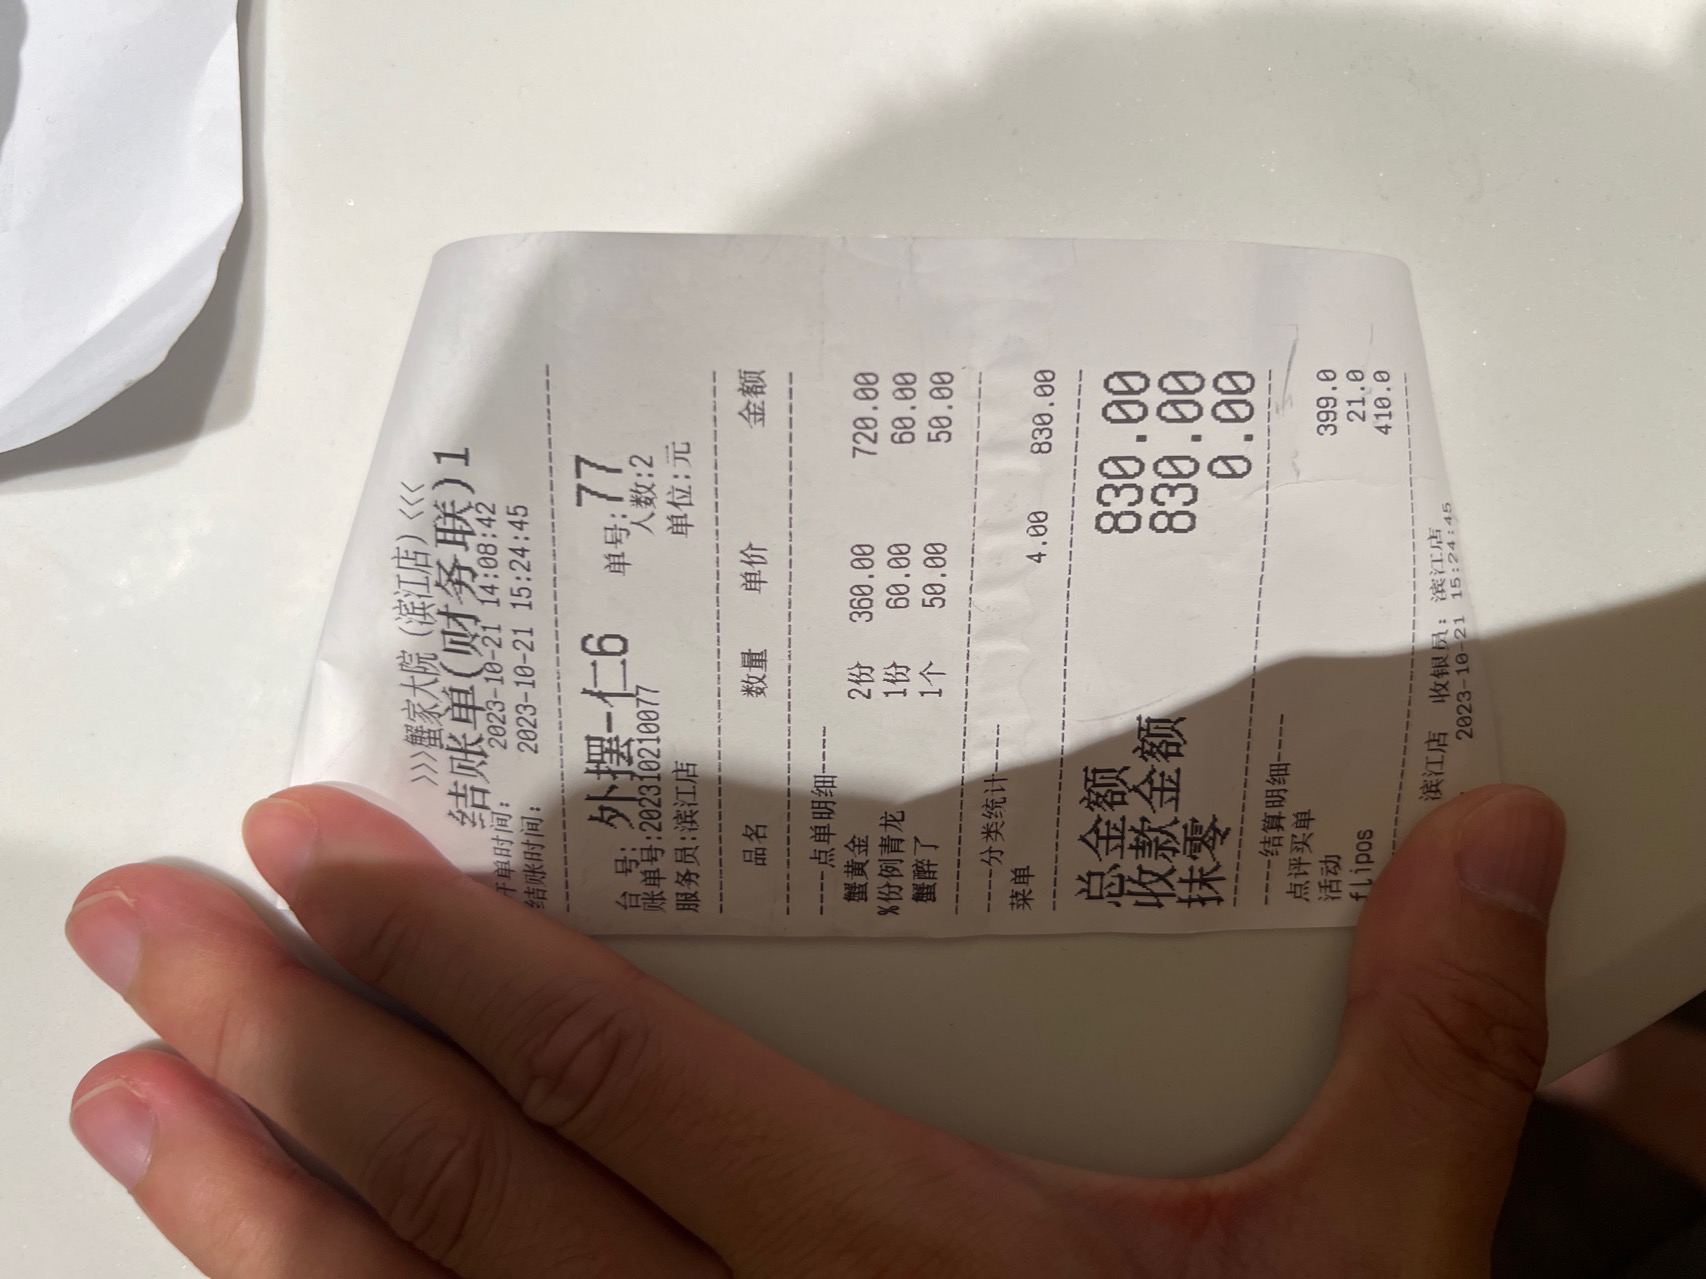 >>>>蟹家大院(滨江店)<<<
结账单(财务联)1
开单时间: 2023-10-21 14:08:42
结账时间: 2023-10-21 15:24:45
台 号: 外摆-仁6 单号:77
账单号:2023102100077 人数:2
服务员:滨江店 单位:元
品名 数量 单价 金额
----点单明细----
蟹黄金 2份 360.00 720.00
%份例青龙 1份 60.00 60.00
蟹醉了 1个 50.00 50.00
----分类统计----
菜单 4.00 830.00
总金额 830.00
收款金额 830.00
抹零 0.00
----结算明细----
点评买单 399.0
活动 21.0
flipos 410.0
滨江店 收银员: 滨江店
2023-10-21 15:24:45